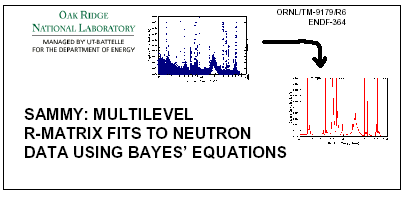 OAK RIDGE
NATIONAL LABORATORY
MANAGED BY UT-BATTELLE
FOR THE DEPARTMENT OF ENERGY
ORNL/TM-9179/R6
ENDF-364
SAMMY: MULTILEVEL
R-MATRIX FITS TO NEUTRON
DATA USING BAYES' EQUATIONS